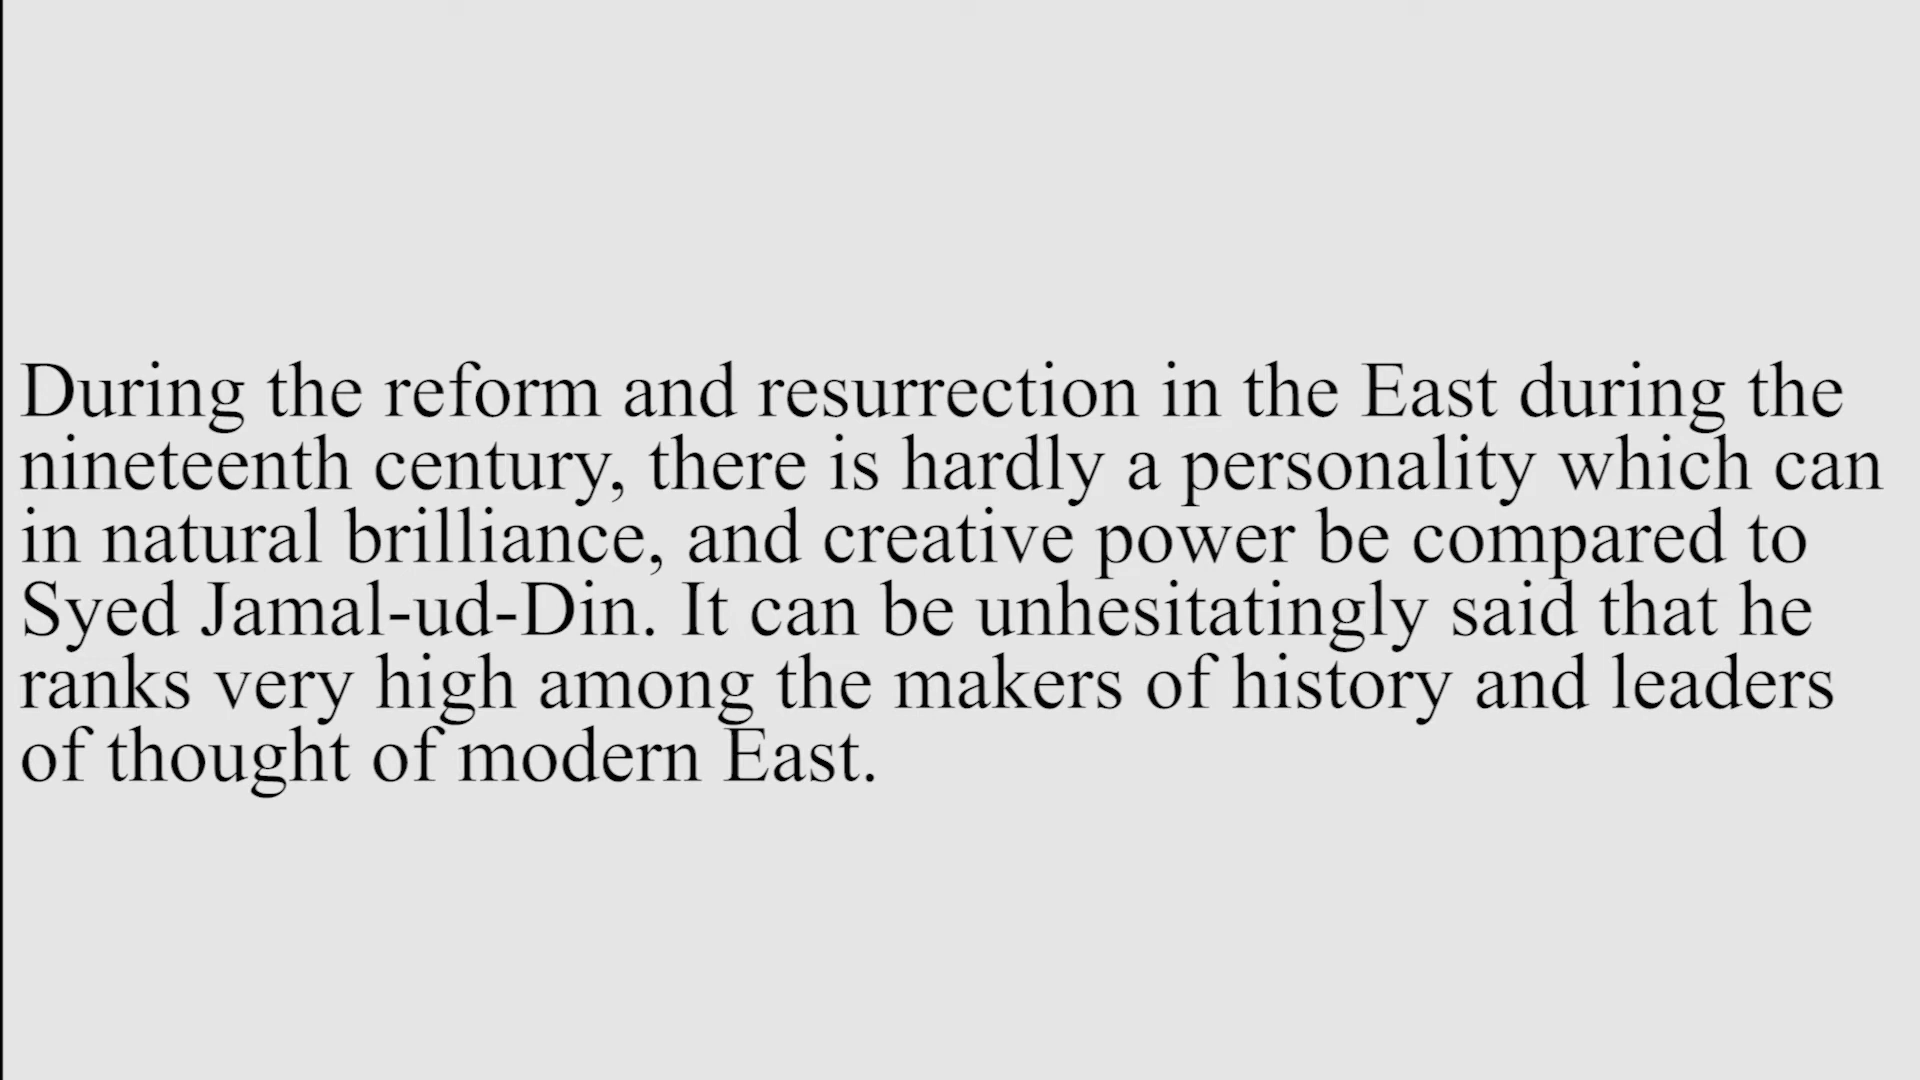 During the reform and resurrection in the East during the
nineteenth century, there is hardly a personality which can
in natural brilliance, and creative power be compared to
Syed Jamal-ud-Din. It can be unhesitatingly said that he
ranks very high among the makers of history and leaders
of thought of modern East.